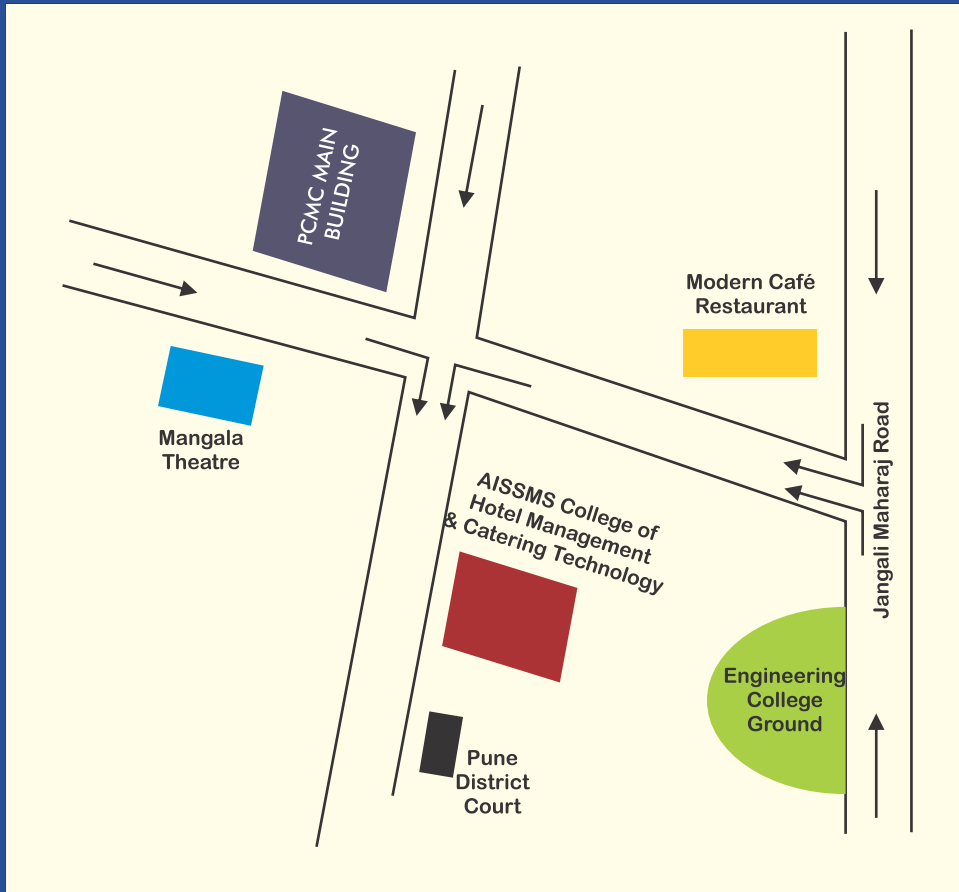 PCMC MAIN
BUILDING
Modern Café
Restaurant
Mangala
Theatre
Jangali Maharaj Road
AISSMS College of
Hotel Management
& Catering Technology
Engineering
College
Ground
Pune
District
Court